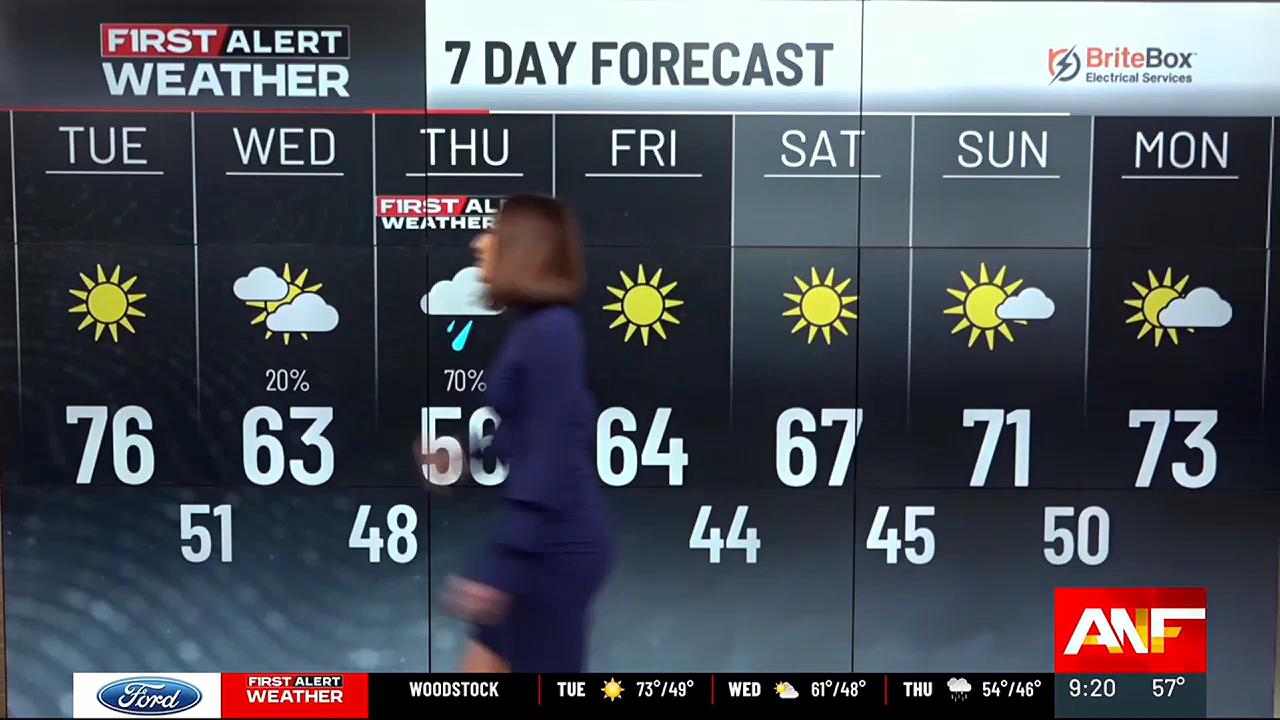 FIRST ALERT
WEATHER
7 DAY FORECAST
BriteBox
Electrical Services
TUE WED THU FRI SAT SUN MON
FIRST
WEATHER
20% 70%
76 63 64 67 71 73
51 48 44 45 50
ANF
Ford
FIRST ALERT
WEATHER
WOODSTOCK TUE 73°/49° WED 61°/48° THU 54°/46°
9:20 57°